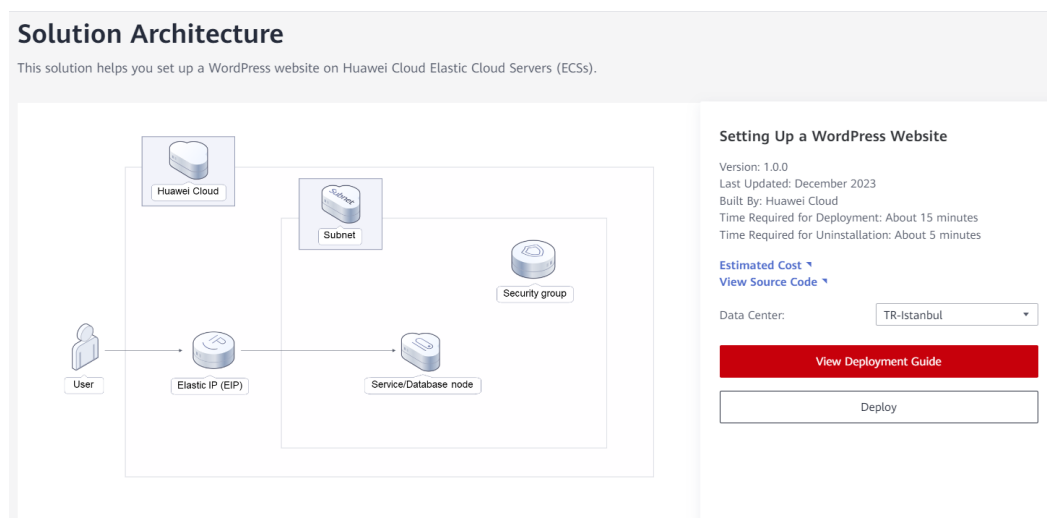 Solution Architecture
This solution helps you set up a WordPress website on Huawei Cloud Elastic Cloud Servers (ECSs).
Huawei Cloud
Subnet
Subnet
Security group
IP
User
Elastic IP (EIP)
Service/Database node
Setting Up a WordPress Website
Version: 1.0.0
Last Updated: December 2023
Built By: Huawei Cloud
Time Required for Deployment: About 15 minutes
Time Required for Uninstallation: About 5 minutes
Estimated Cost
View Source Code
Data Center: TR-Istanbul
View Deployment Guide
Deploy